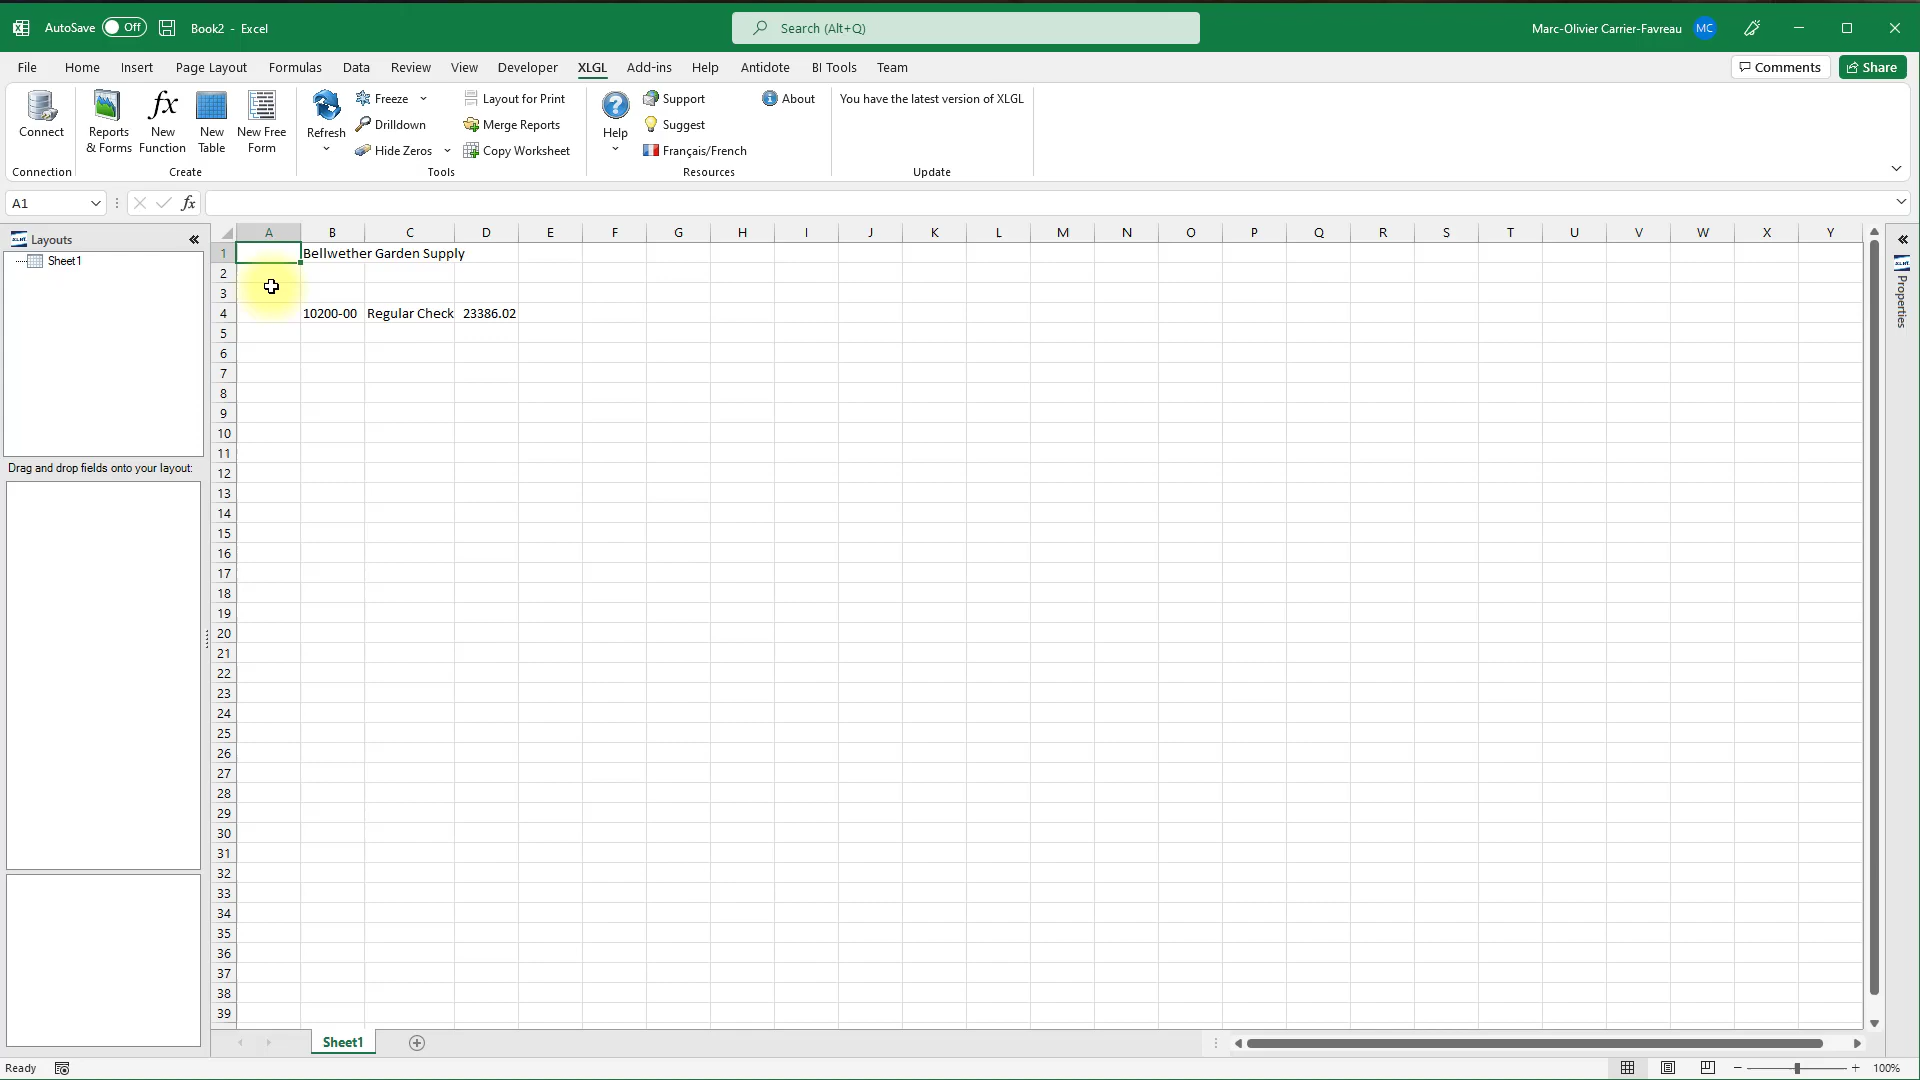 AutoSave Off Book2 - Excel Search (Alt+Q) Marc-Olivier Carrier-Favreau MC
File Home Insert Page Layout Formulas Data Review View Developer XLGL Add-ins Help Antidote BI Tools Team Comments Share
Connect
Connection
Reports & Forms
New Function
New Table
New Free Form
Create
Refresh
Freeze
Drilldown
Hide Zeros
Layout for Print
Merge Reports
Copy Worksheet
Tools
Help
Support
Suggest
Français/French
About
Resources
You have the latest version of XLGL
Update
A1 fx
Layouts
Sheet1
Drag and drop fields onto your layout:
A B C D E F G H I J K L M N O P Q R S T U V W X Y
1 Bellwether Garden Supply
2
3
4 10200-00 Regular Check 23386.02
5
6
7
8
9
10
11
12
13
14
15
16
17
18
19
20
21
22
23
24
25
26
27
28
29
30
31
32
33
34
35
36
37
38
39
Properties
Sheet1
Ready 100%